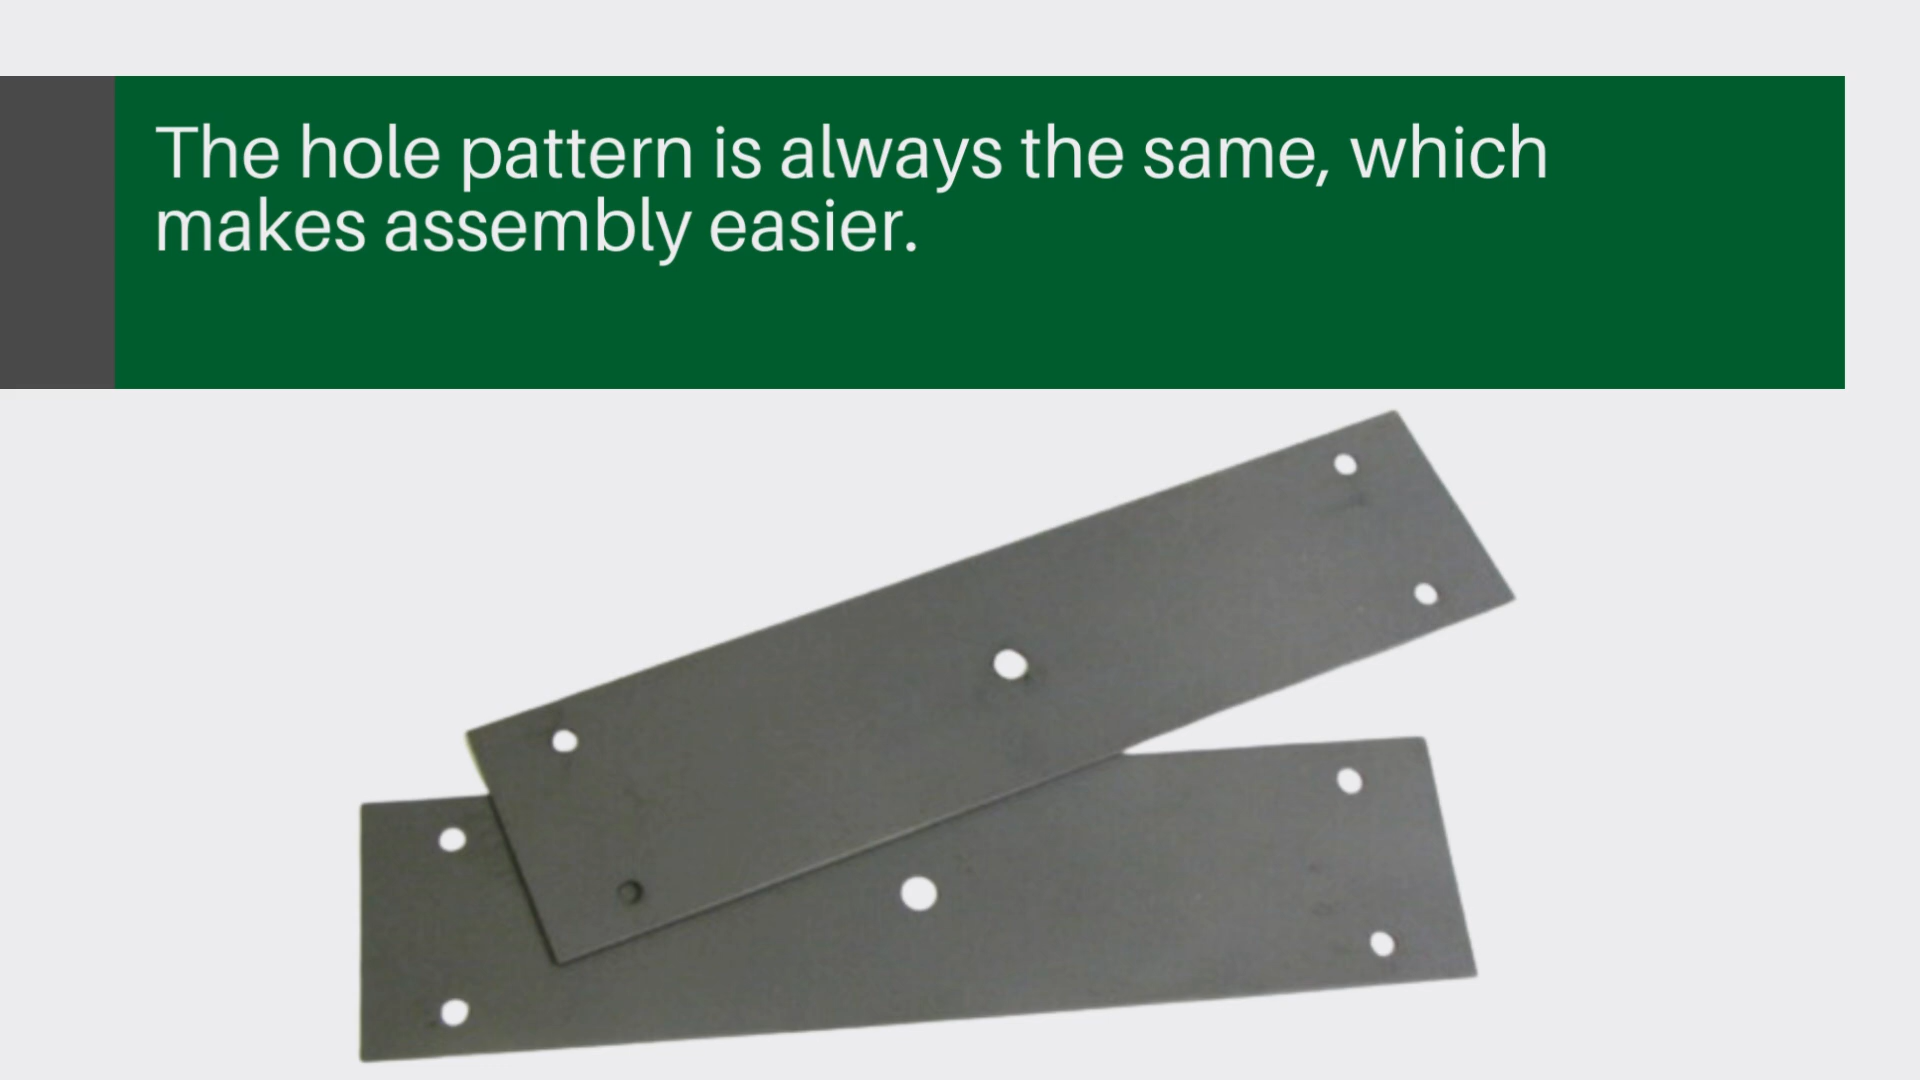 The hole pattern is always the same, which
makes assembly easier.